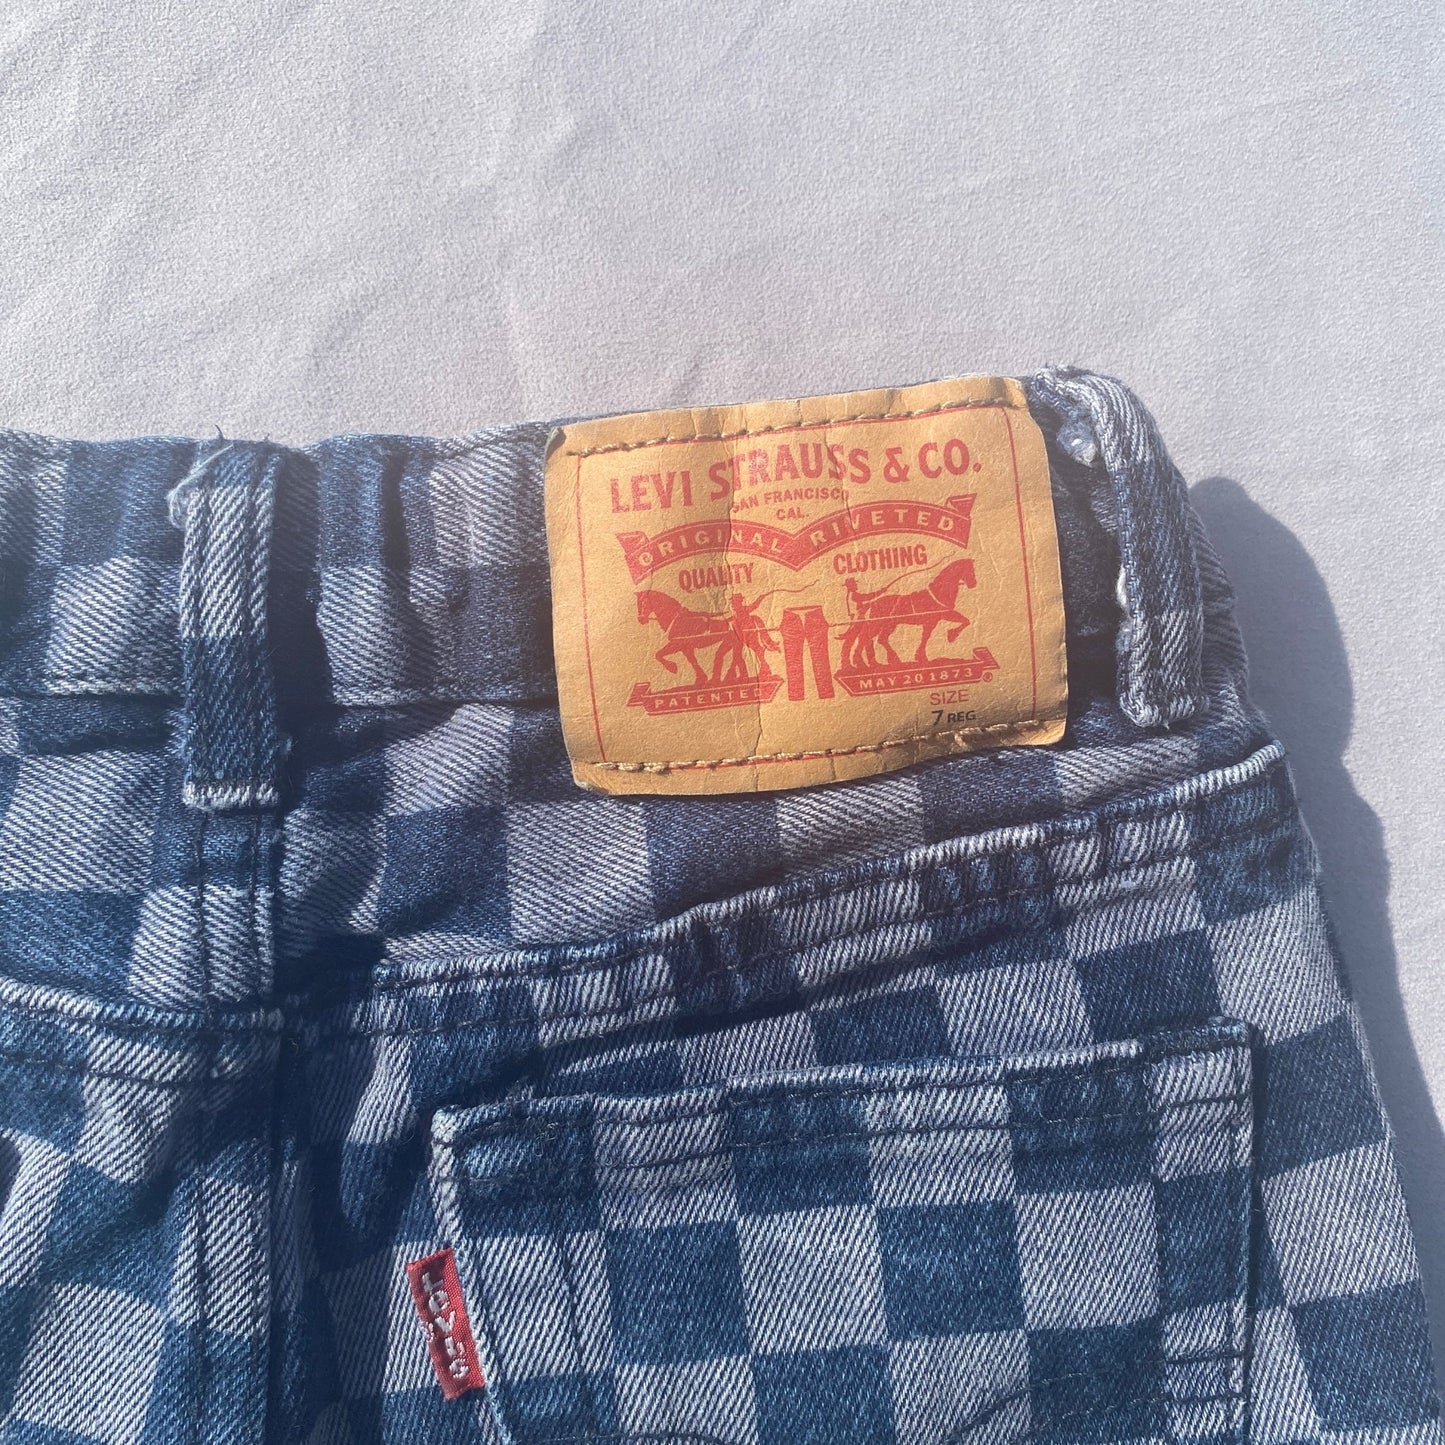 LEVI STRAUSS & CO.
SAN FRANCISCO
CAL.
ORIGINAL RIVETED
QUALITY CLOTHING
PATENTED MAY 20 1873 ®
SIZE
7 REG
Levi's